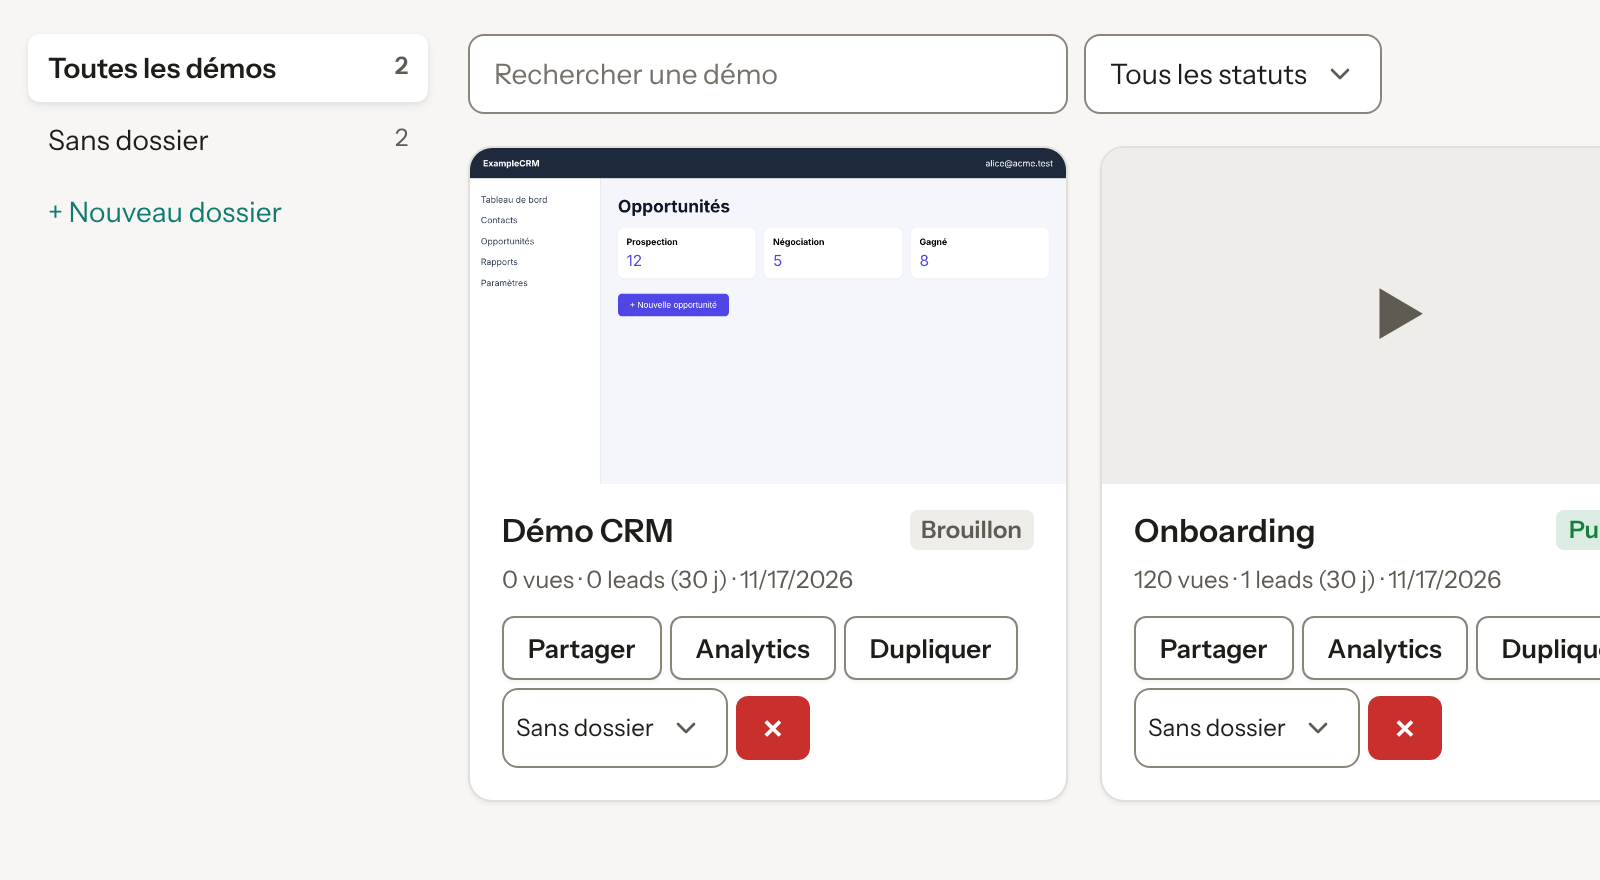 Toutes les démos 2
Sans dossier 2
+ Nouveau dossier
Rechercher une démo
Tous les statuts
ExampleCRM alice@acme.test
Tableau de bord
Contacts
Opportunités
Rapports
Paramètres
Opportunités
Prospection
12
Négociation
5
Gagné
8
+ Nouvelle opportunité
Démo CRM Brouillon
0 vues · 0 leads (30 j) · 11/17/2026
Partager Analytics Dupliquer
Sans dossier
Onboarding Pu
120 vues · 1 leads (30 j) · 11/17/2026
Partager Analytics Duplique
Sans dossier